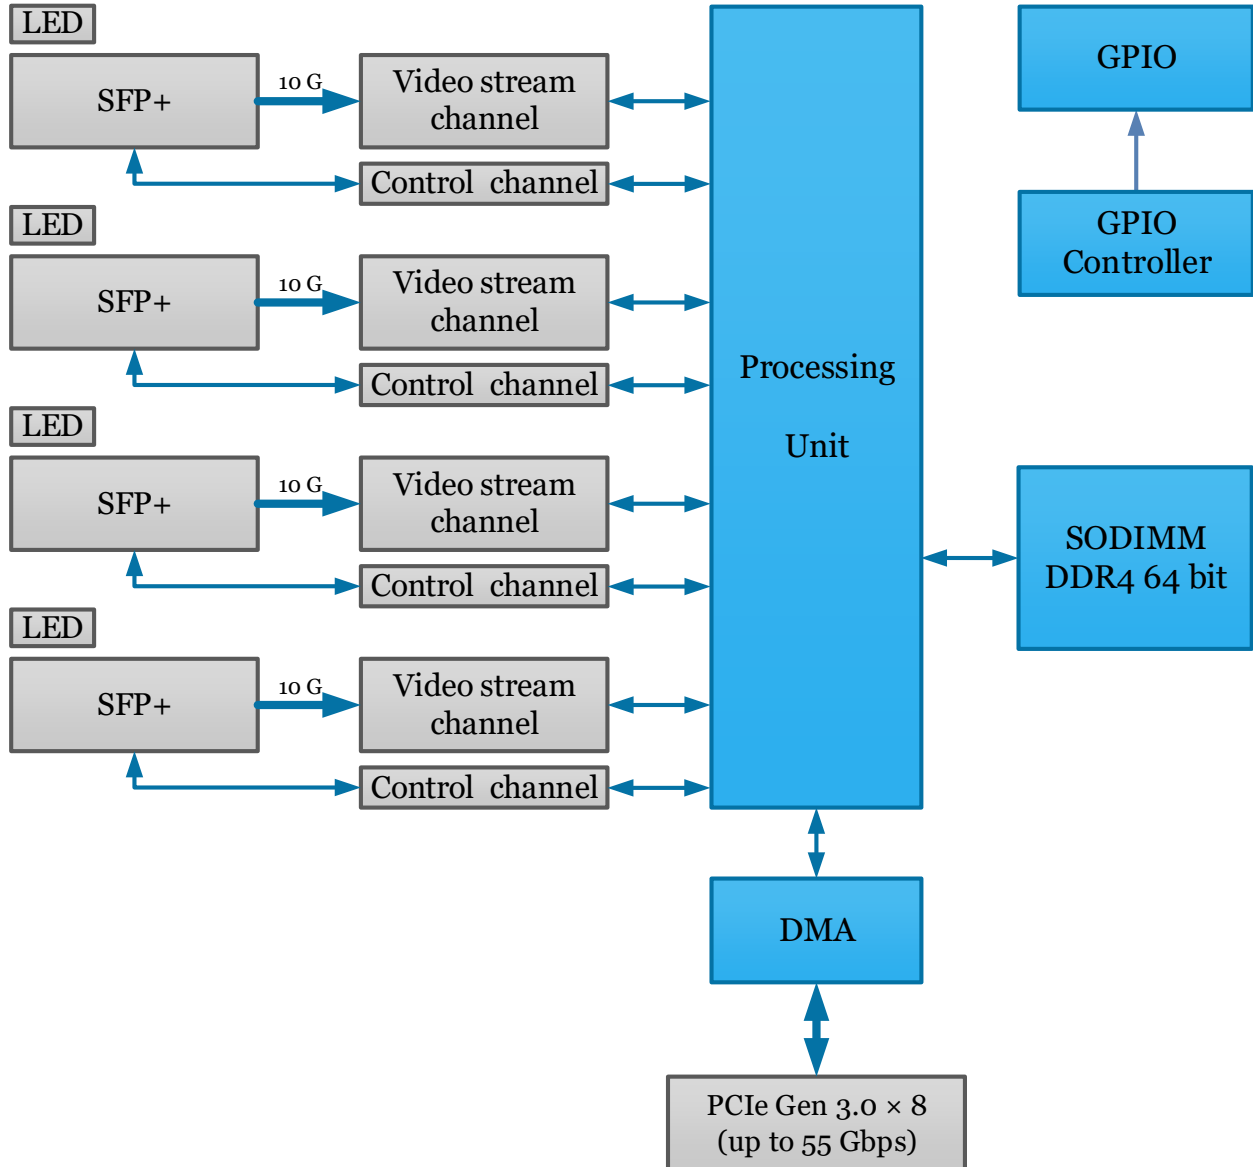 LED
SFP+
10 G
Video stream
channel
Control channel
LED
SFP+
10 G
Video stream
channel
Control channel
LED
SFP+
10 G
Video stream
channel
Control channel
LED
SFP+
10 G
Video stream
channel
Control channel
Processing
Unit
GPIO
GPIO
Controller
SODIMM
DDR4 64 bit
DMA
PCIe Gen 3.0 × 8
(up to 55 Gbps)